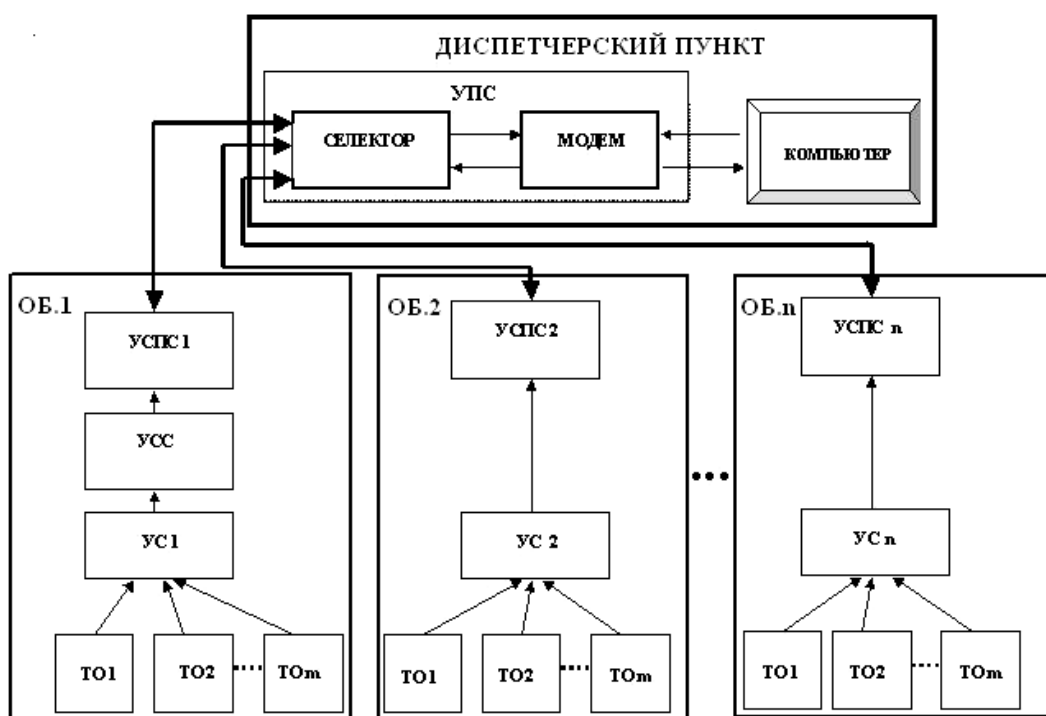 ДИСПЕТЧЕРСКИЙ ПУНКТ
УПС
СЕЛЕКТОР
МОДЕМ
КОМПЬЮТЕР
ОБ.1
УСПС 1
УСС
УС 1
ТО1
ТО2
ТОm
ОБ.2
УСПС 2
УС 2
ТО1
ТО2
ТОm
ОБ.n
УСПС n
УС n
ТО1
ТО2
ТОm